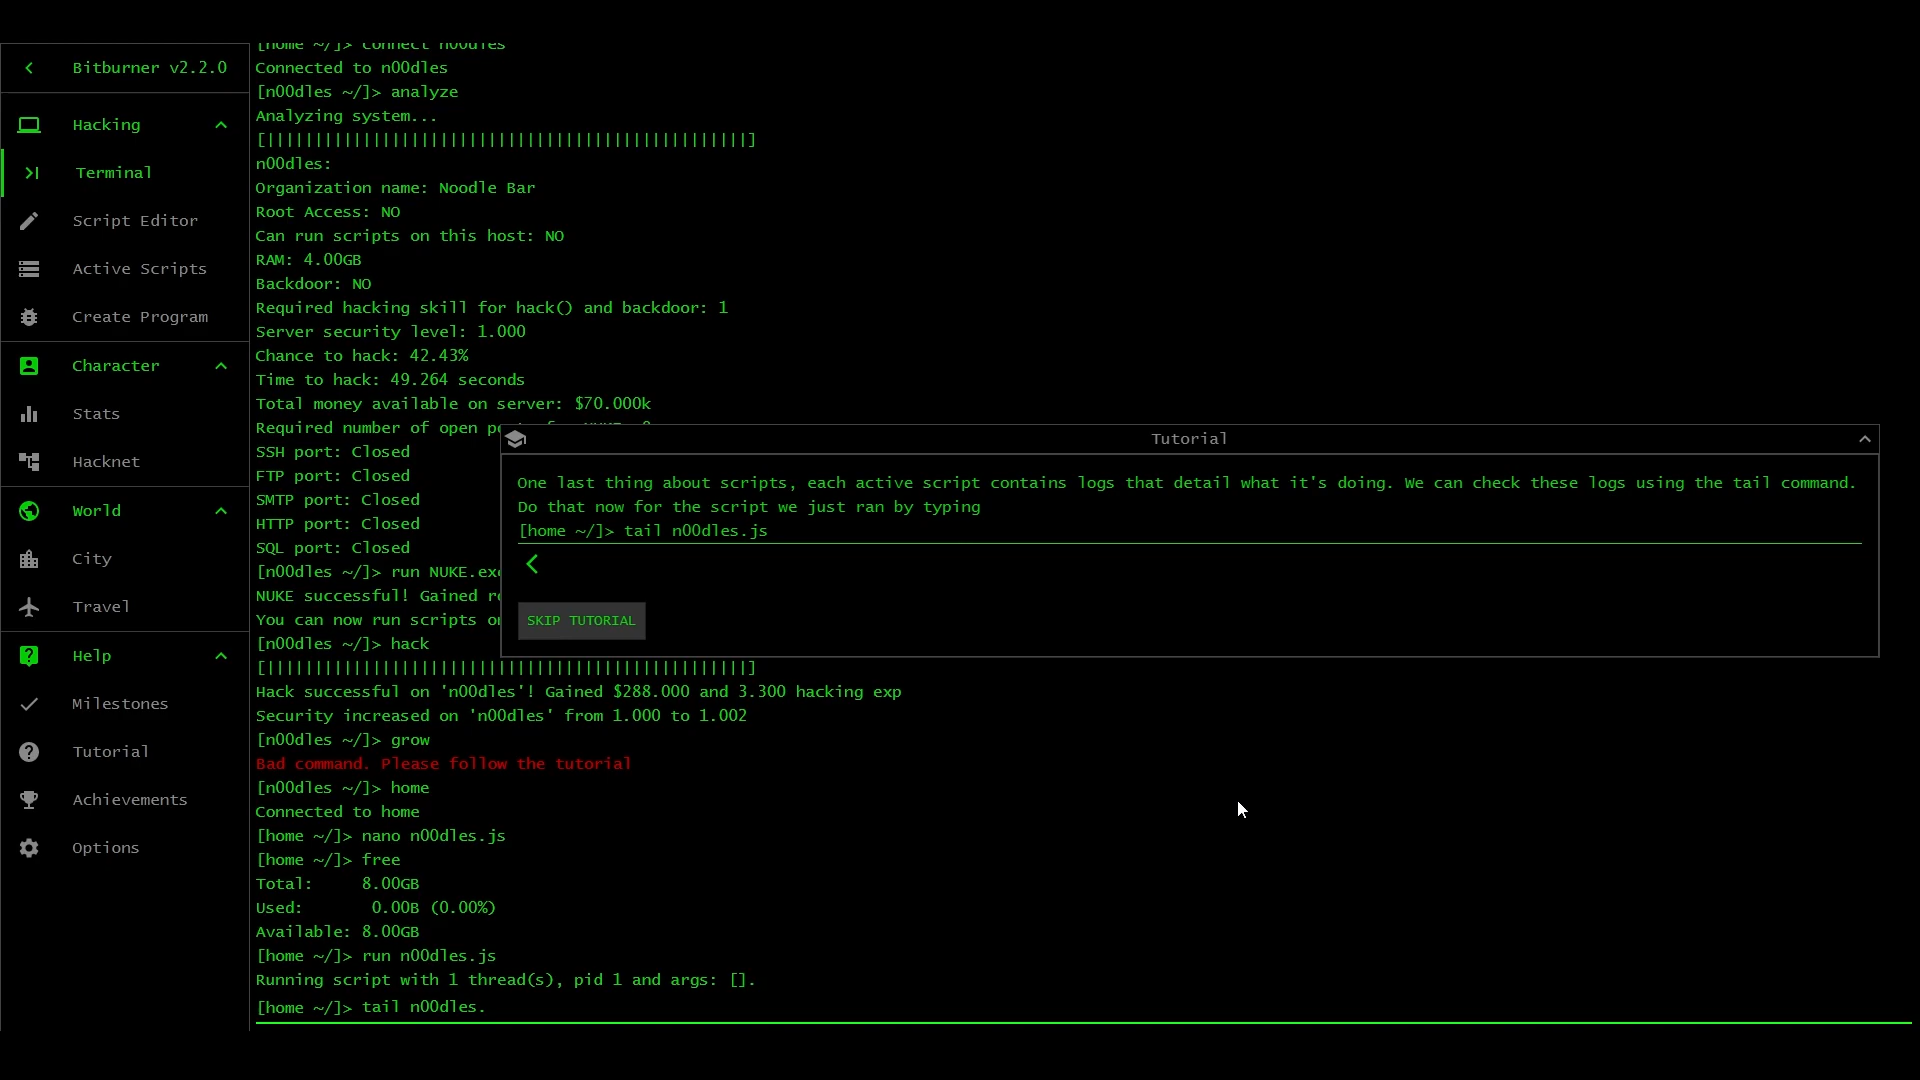 Bitburner v2.2.0
Hacking
Terminal
Script Editor
Active Scripts
Create Program
Character
Stats
Hacknet
World
City
Travel
Help
Milestones
Tutorial
Achievements
Options
[home ~/]> connect n00dles
Connected to n00dles
[n00dles ~/]> analyze
Analyzing system...
[||||||||||||||||||||||||||||||||||||||||||||||||||]
n00dles:
Organization name: Noodle Bar
Root Access: NO
Can run scripts on this host: NO
RAM: 4.00GB
Backdoor: NO
Required hacking skill for hack() and backdoor: 1
Server security level: 1.000
Chance to hack: 42.43%
Time to hack: 49.264 seconds
Total money available on server: $70.000k
Required number of open
SSH port: Closed
FTP port: Closed
SMTP port: Closed
HTTP port: Closed
SQL port: Closed
[n00dles ~/]> run NUKE.ex
NUKE successful! Gained
You can now run scripts
[n00dles ~/]> hack
[||||||||||||||||||||||||||||||||||||||||||||||||||]
Hack successful on 'n00dles'! Gained $288.000 and 3.300 hacking exp
Security increased on 'n00dles' from 1.000 to 1.002
[n00dles ~/]> grow
Bad command. Please follow the tutorial
[n00dles ~/]> home
Connected to home
[home ~/]> nano n00dles.js
[home ~/]> free
Total: 8.00GB
Used: 0.00B (0.00%)
Available: 8.00GB
[home ~/]> run n00dles.js
Running script with 1 thread(s), pid 1 and args: [].
[home ~/]> tail n00dles.
Tutorial
One last thing about scripts, each active script contains logs that detail what it's doing. We can check these logs using the tail command.
Do that now for the script we just ran by typing
[home ~/]> tail n00dles.js
SKIP TUTORIAL